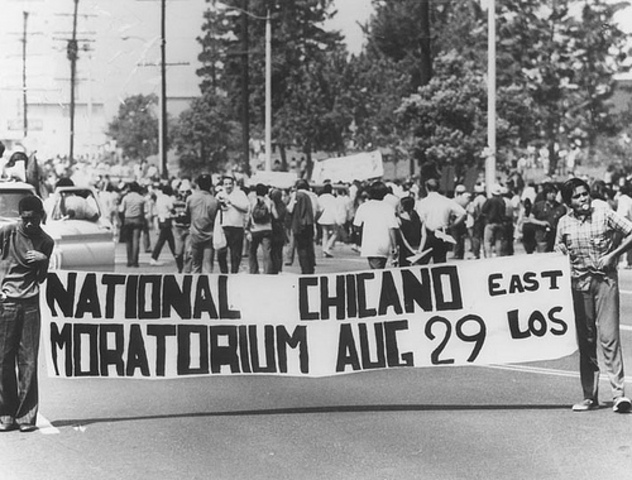 NATIONAL CHICANO EAST
MORATORIUM AUG 29 LOS